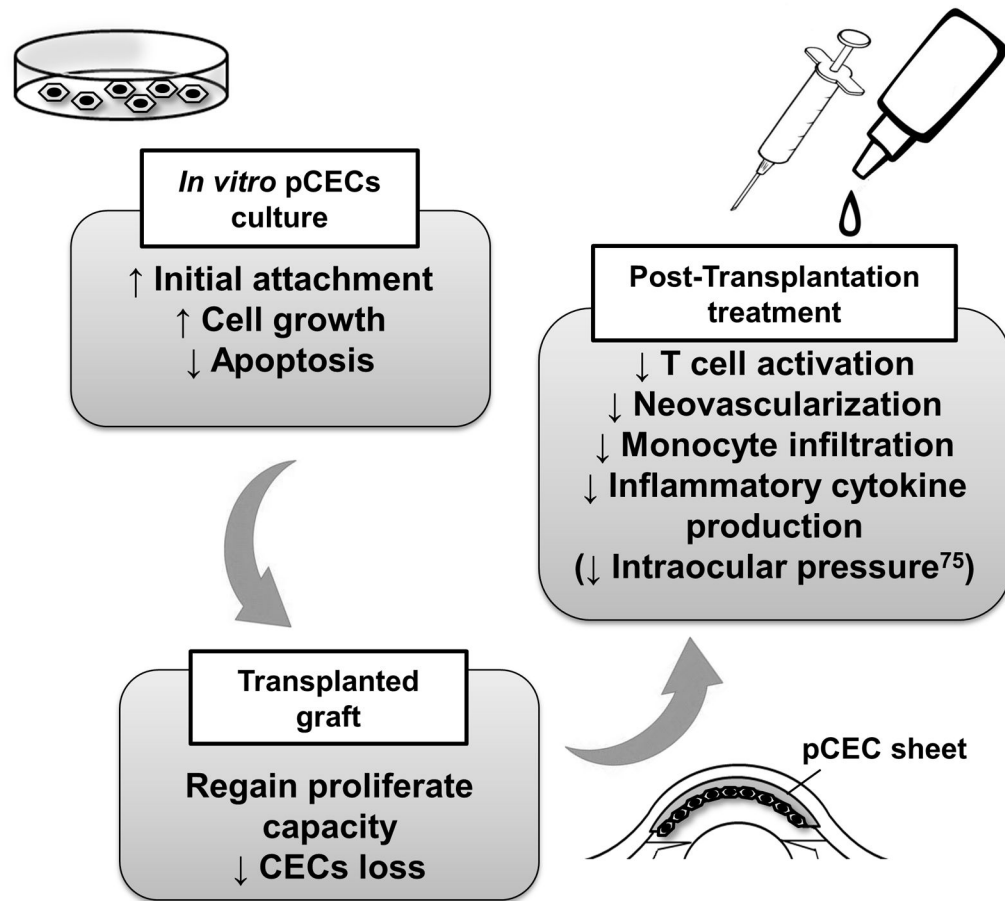 In vitro pCECs
culture
↑ Initial attachment
↑ Cell growth
↓ Apoptosis
Post-Transplantation
treatment
↓ T cell activation
↓ Neovascularization
↓ Monocyte infiltration
↓ Inflammatory cytokine
production
(↓ Intraocular pressure⁷⁵)
Transplanted
graft
Regain proliferate
capacity
↓ CECs loss
pCEC sheet